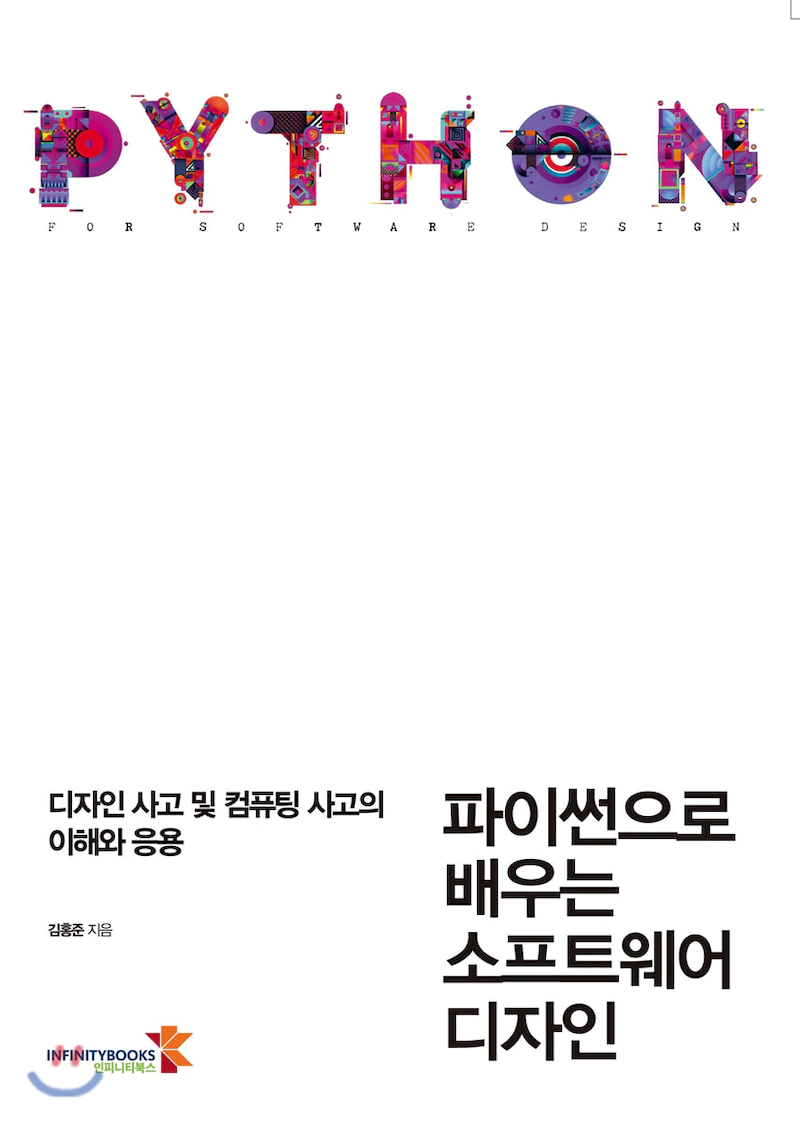 PYTHON
FOR SOFTWARE DESIGN
디자인 사고 및 컴퓨팅 사고의
이해와 응용
김홍준 지음
파이썬으로
배우는
소프트웨어
디자인
INFINITYBOOKS
인피니티북스